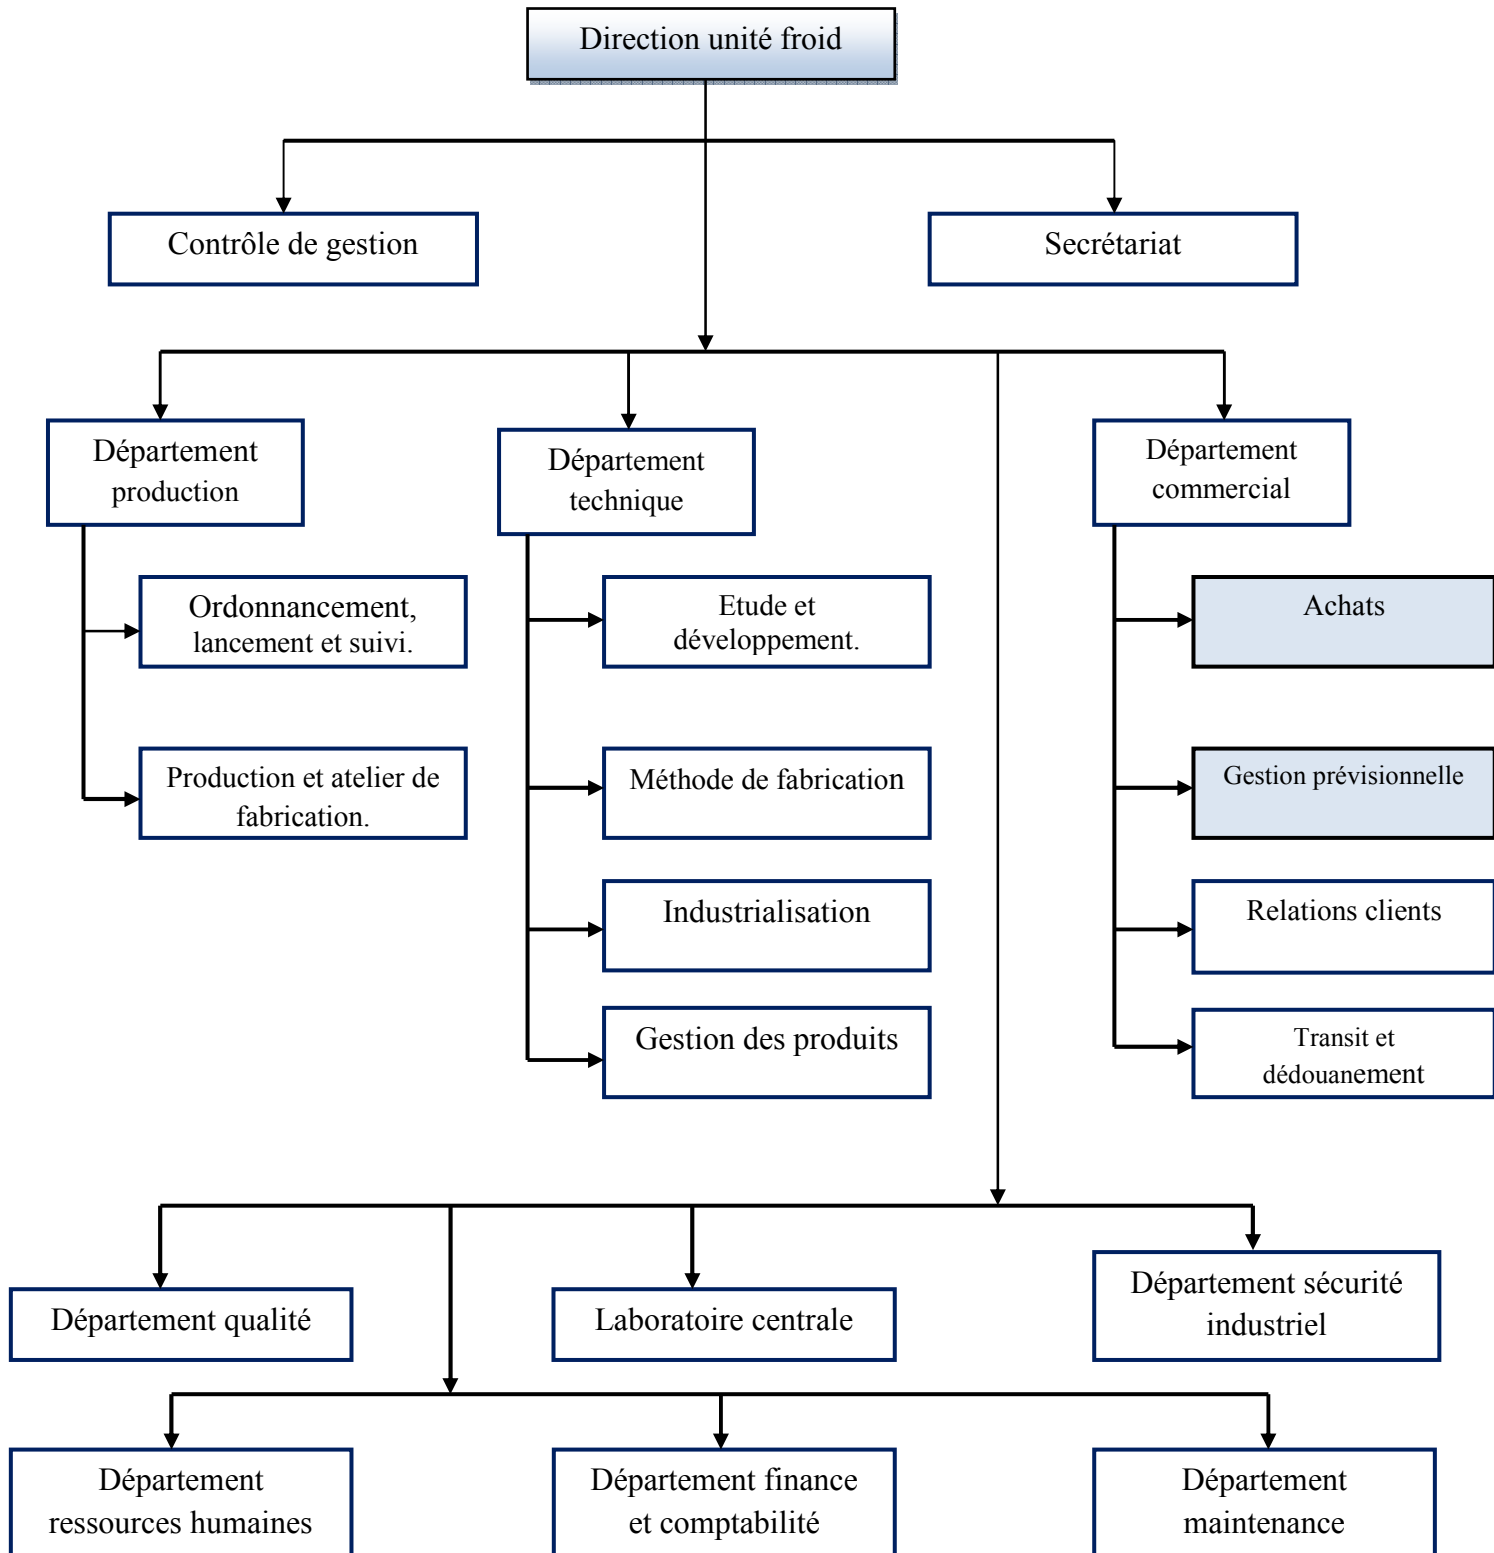 Direction unité froid
Contrôle de gestion
Secrétariat
Département
production
Département
technique
Département
commercial
Ordonnancement,
lancement et suivi.
Etude et
développement.
Achats
Production et atelier de
fabrication.
Méthode de fabrication
Gestion prévisionnelle
Industrialisation
Relations clients
Gestion des produits
Transit et
dédouanement
Département qualité
Laboratoire centrale
Département sécurité
industriel
Département
ressources humaines
Département finance
et comptabilité
Département
maintenance